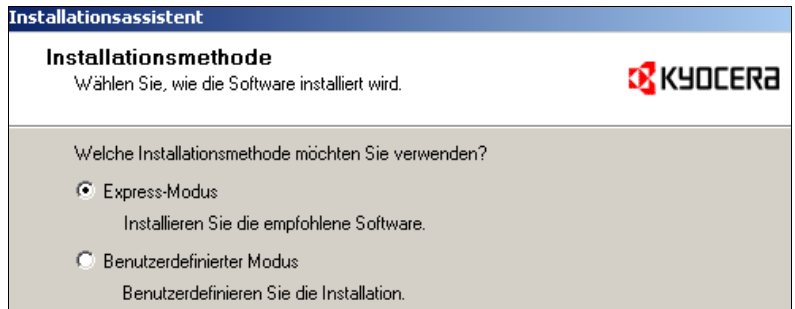 Installationsassistent
Installationsmethode
Wählen Sie, wie die Software installiert wird.
KYOCERA
Welche Installationsmethode möchten Sie verwenden?
Express-Modus
Installieren Sie die empfohlene Software.
Benutzerdefinierter Modus
Benutzerdefinieren Sie die Installation.